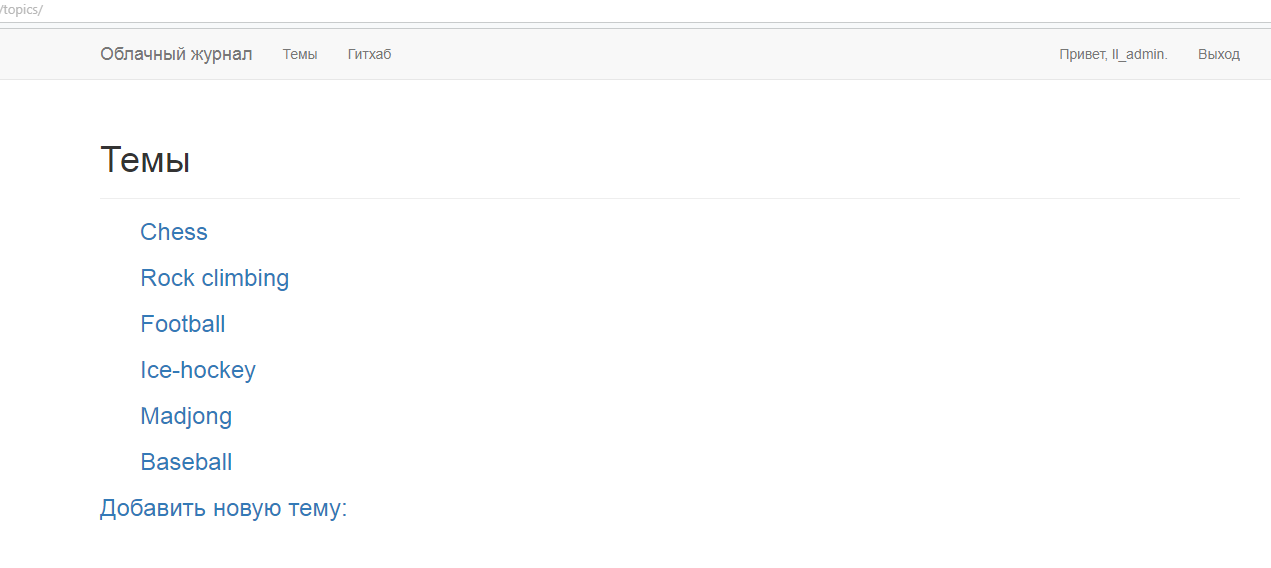 /topics/
Облачный журнал Темы Гитхаб Привет, ll_admin. Выход
Темы
Chess
Rock climbing
Football
Ice-hockey
Madjong
Baseball
Добавить новую тему: